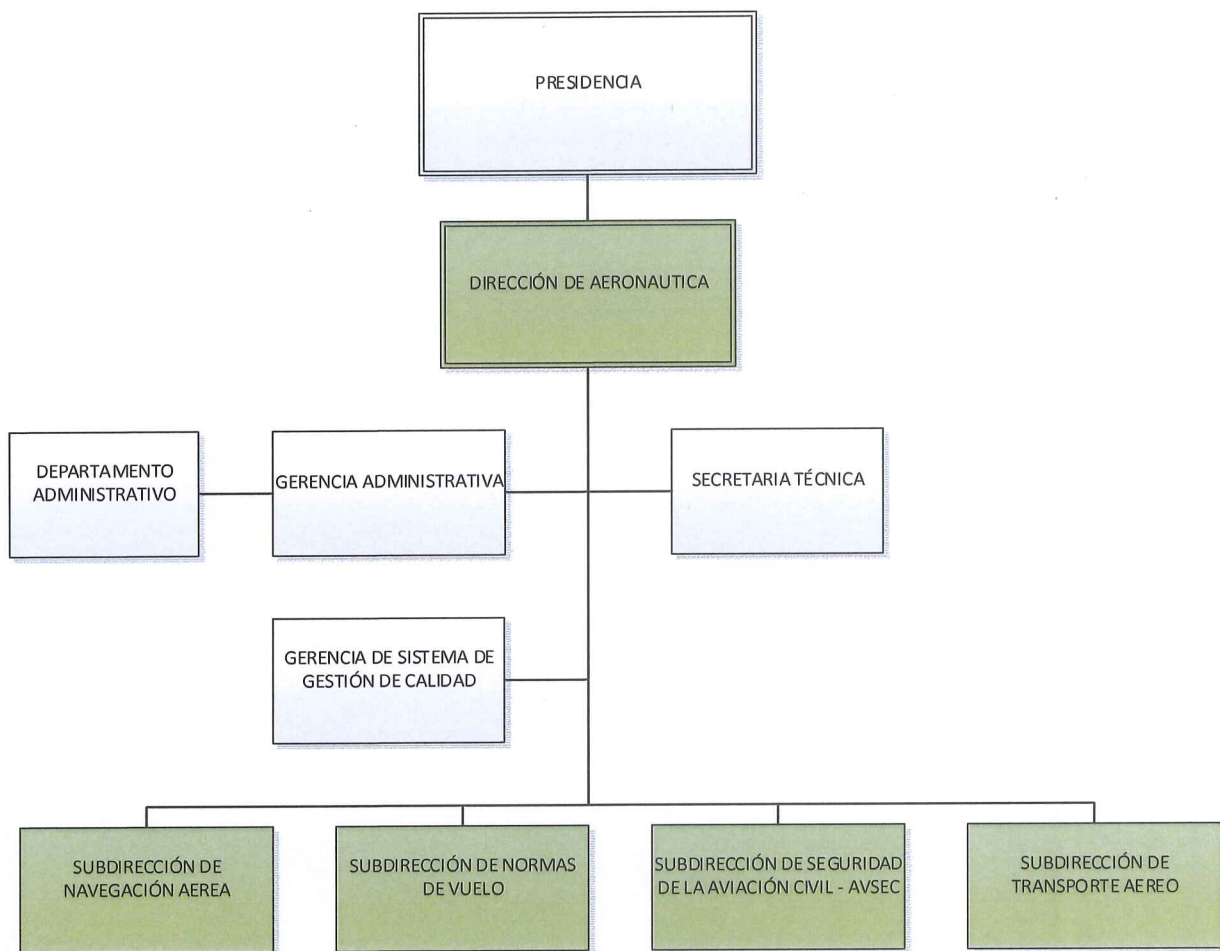 PRESIDENCIA
DIRECCIÓN DE AERONAUTICA
DEPARTAMENTO
ADMINISTRATIVO
GERENCIA ADMINISTRATIVA
SECRETARIA TÉCNICA
GERENCIA DE SISTEMA DE
GESTIÓN DE CALIDAD
SUBDIRECCIÓN DE
NAVEGACIÓN AEREA
SUBDIRECCIÓN DE NORMAS
DE VUELO
SUBDIRECCIÓN DE SEGURIDAD
DE LA AVIACIÓN CIVIL - AVSEC
SUBDIRECCIÓN DE
TRANSPORTE AEREO